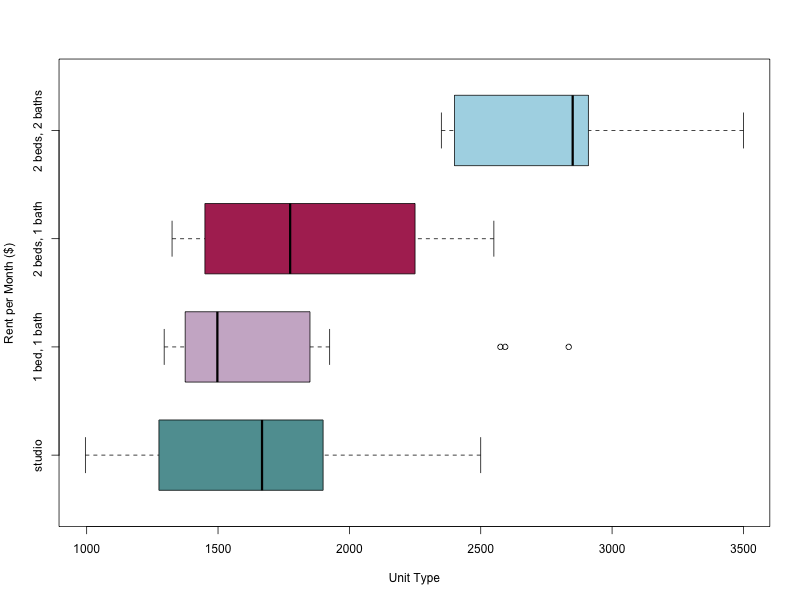 Rent per Month ($)
2 beds, 2 baths
2 beds, 1 bath
1 bed, 1 bath
studio
1000 1500 2000 2500 3000 3500
Unit Type